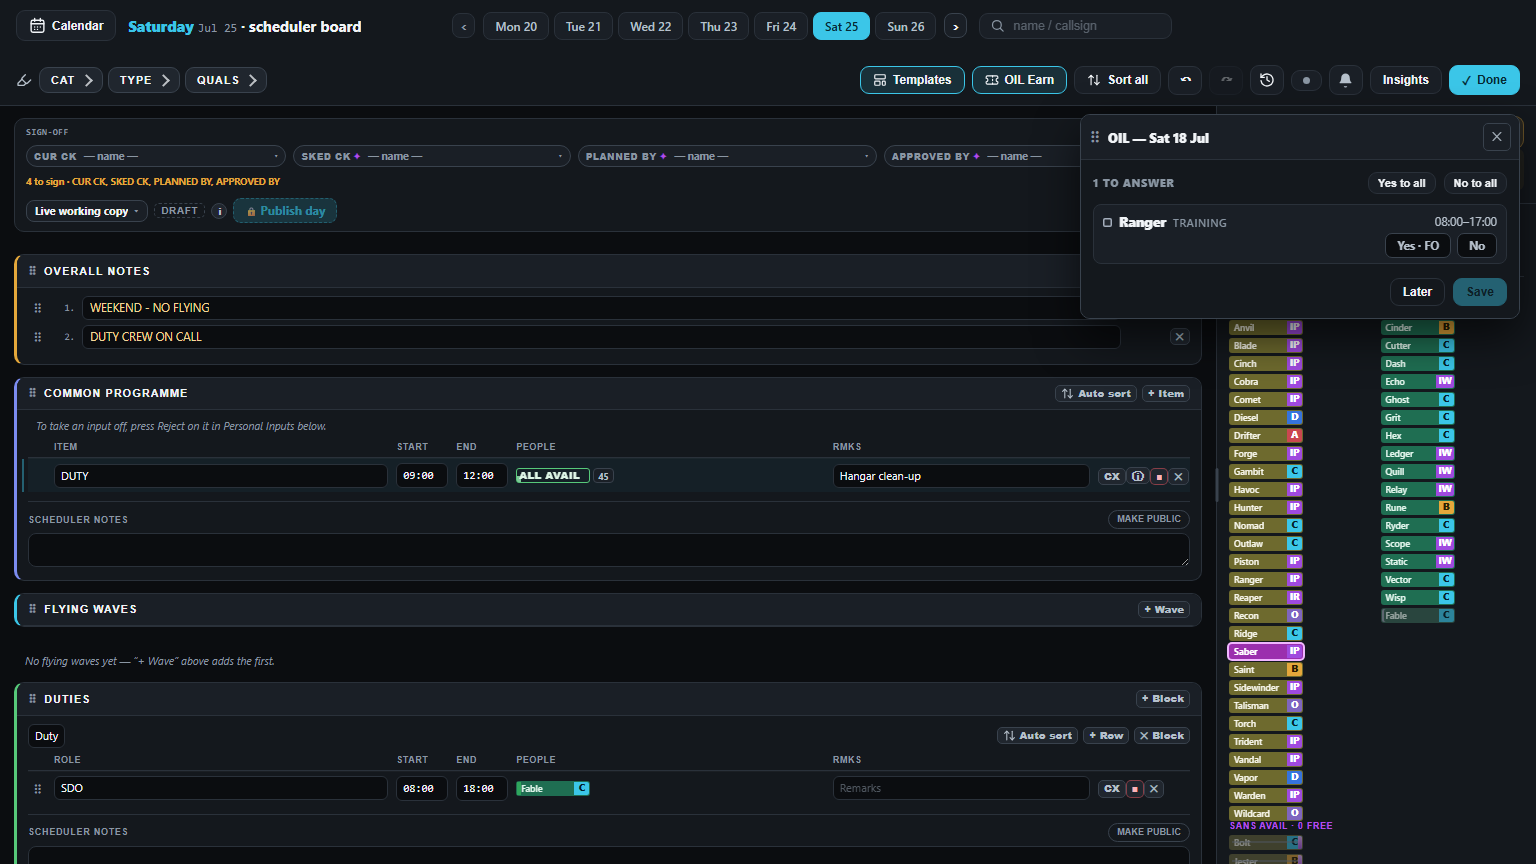 Calendar
Saturday Jul 25 · scheduler board
Mon 20
Tue 21
Wed 22
Thu 23
Fri 24
Sat 25
Sun 26
name / callsign
CAT
TYPE
QUALS
Templates
OIL Earn
Sort all
Insights
✓ Done
SIGN-OFF
CUR CK — name —
SKED CK ✦ — name —
PLANNED BY ✦ — name —
APPROVED BY ✦ — name —
4 to sign · CUR CK, SKED CK, PLANNED BY, APPROVED BY
Live working copy
DRAFT
i
Publish day
OIL — Sat 18 Jul
1 TO ANSWER
Yes to all
No to all
Ranger TRAINING
08:00–17:00
Yes · FO
No
Later
Save
OVERALL NOTES
1. WEEKEND - NO FLYING
2. DUTY CREW ON CALL
COMMON PROGRAMME
Auto sort
+ Item
To take an input off, press Reject on it in Personal Inputs below.
ITEM START END PEOPLE RMKS
DUTY 09:00 12:00 ALL AVAIL 45 Hangar clean-up CX
SCHEDULER NOTES
MAKE PUBLIC
FLYING WAVES
+ Wave
No flying waves yet — "+ Wave" above adds the first.
DUTIES
+ Block
Duty
Auto sort
+ Row
✕ Block
ROLE START END PEOPLE RMKS
SDO 08:00 18:00 Fable C Remarks CX
SCHEDULER NOTES
MAKE PUBLIC
Anvil IP
Blade IP
Cinch IP
Cobra IP
Comet IP
Diesel D
Drifter A
Forge IP
Gambit C
Havoc IP
Hunter IP
Nomad C
Outlaw C
Piston IP
Ranger IP
Reaper IR
Recon O
Ridge C
Saber IP
Saint B
Sidewinder IP
Talisman O
Torch C
Trident IP
Vandal IP
Vapor D
Warden IP
Wildcard O
SANS AVAIL · 0 FREE
Bolt C
Jester B
Cinder B
Cutter C
Dash C
Echo IW
Ghost C
Grit C
Hex C
Ledger IW
Quill IW
Relay IW
Rune B
Ryder C
Scope IW
Static IW
Vector C
Wisp C
Fable C